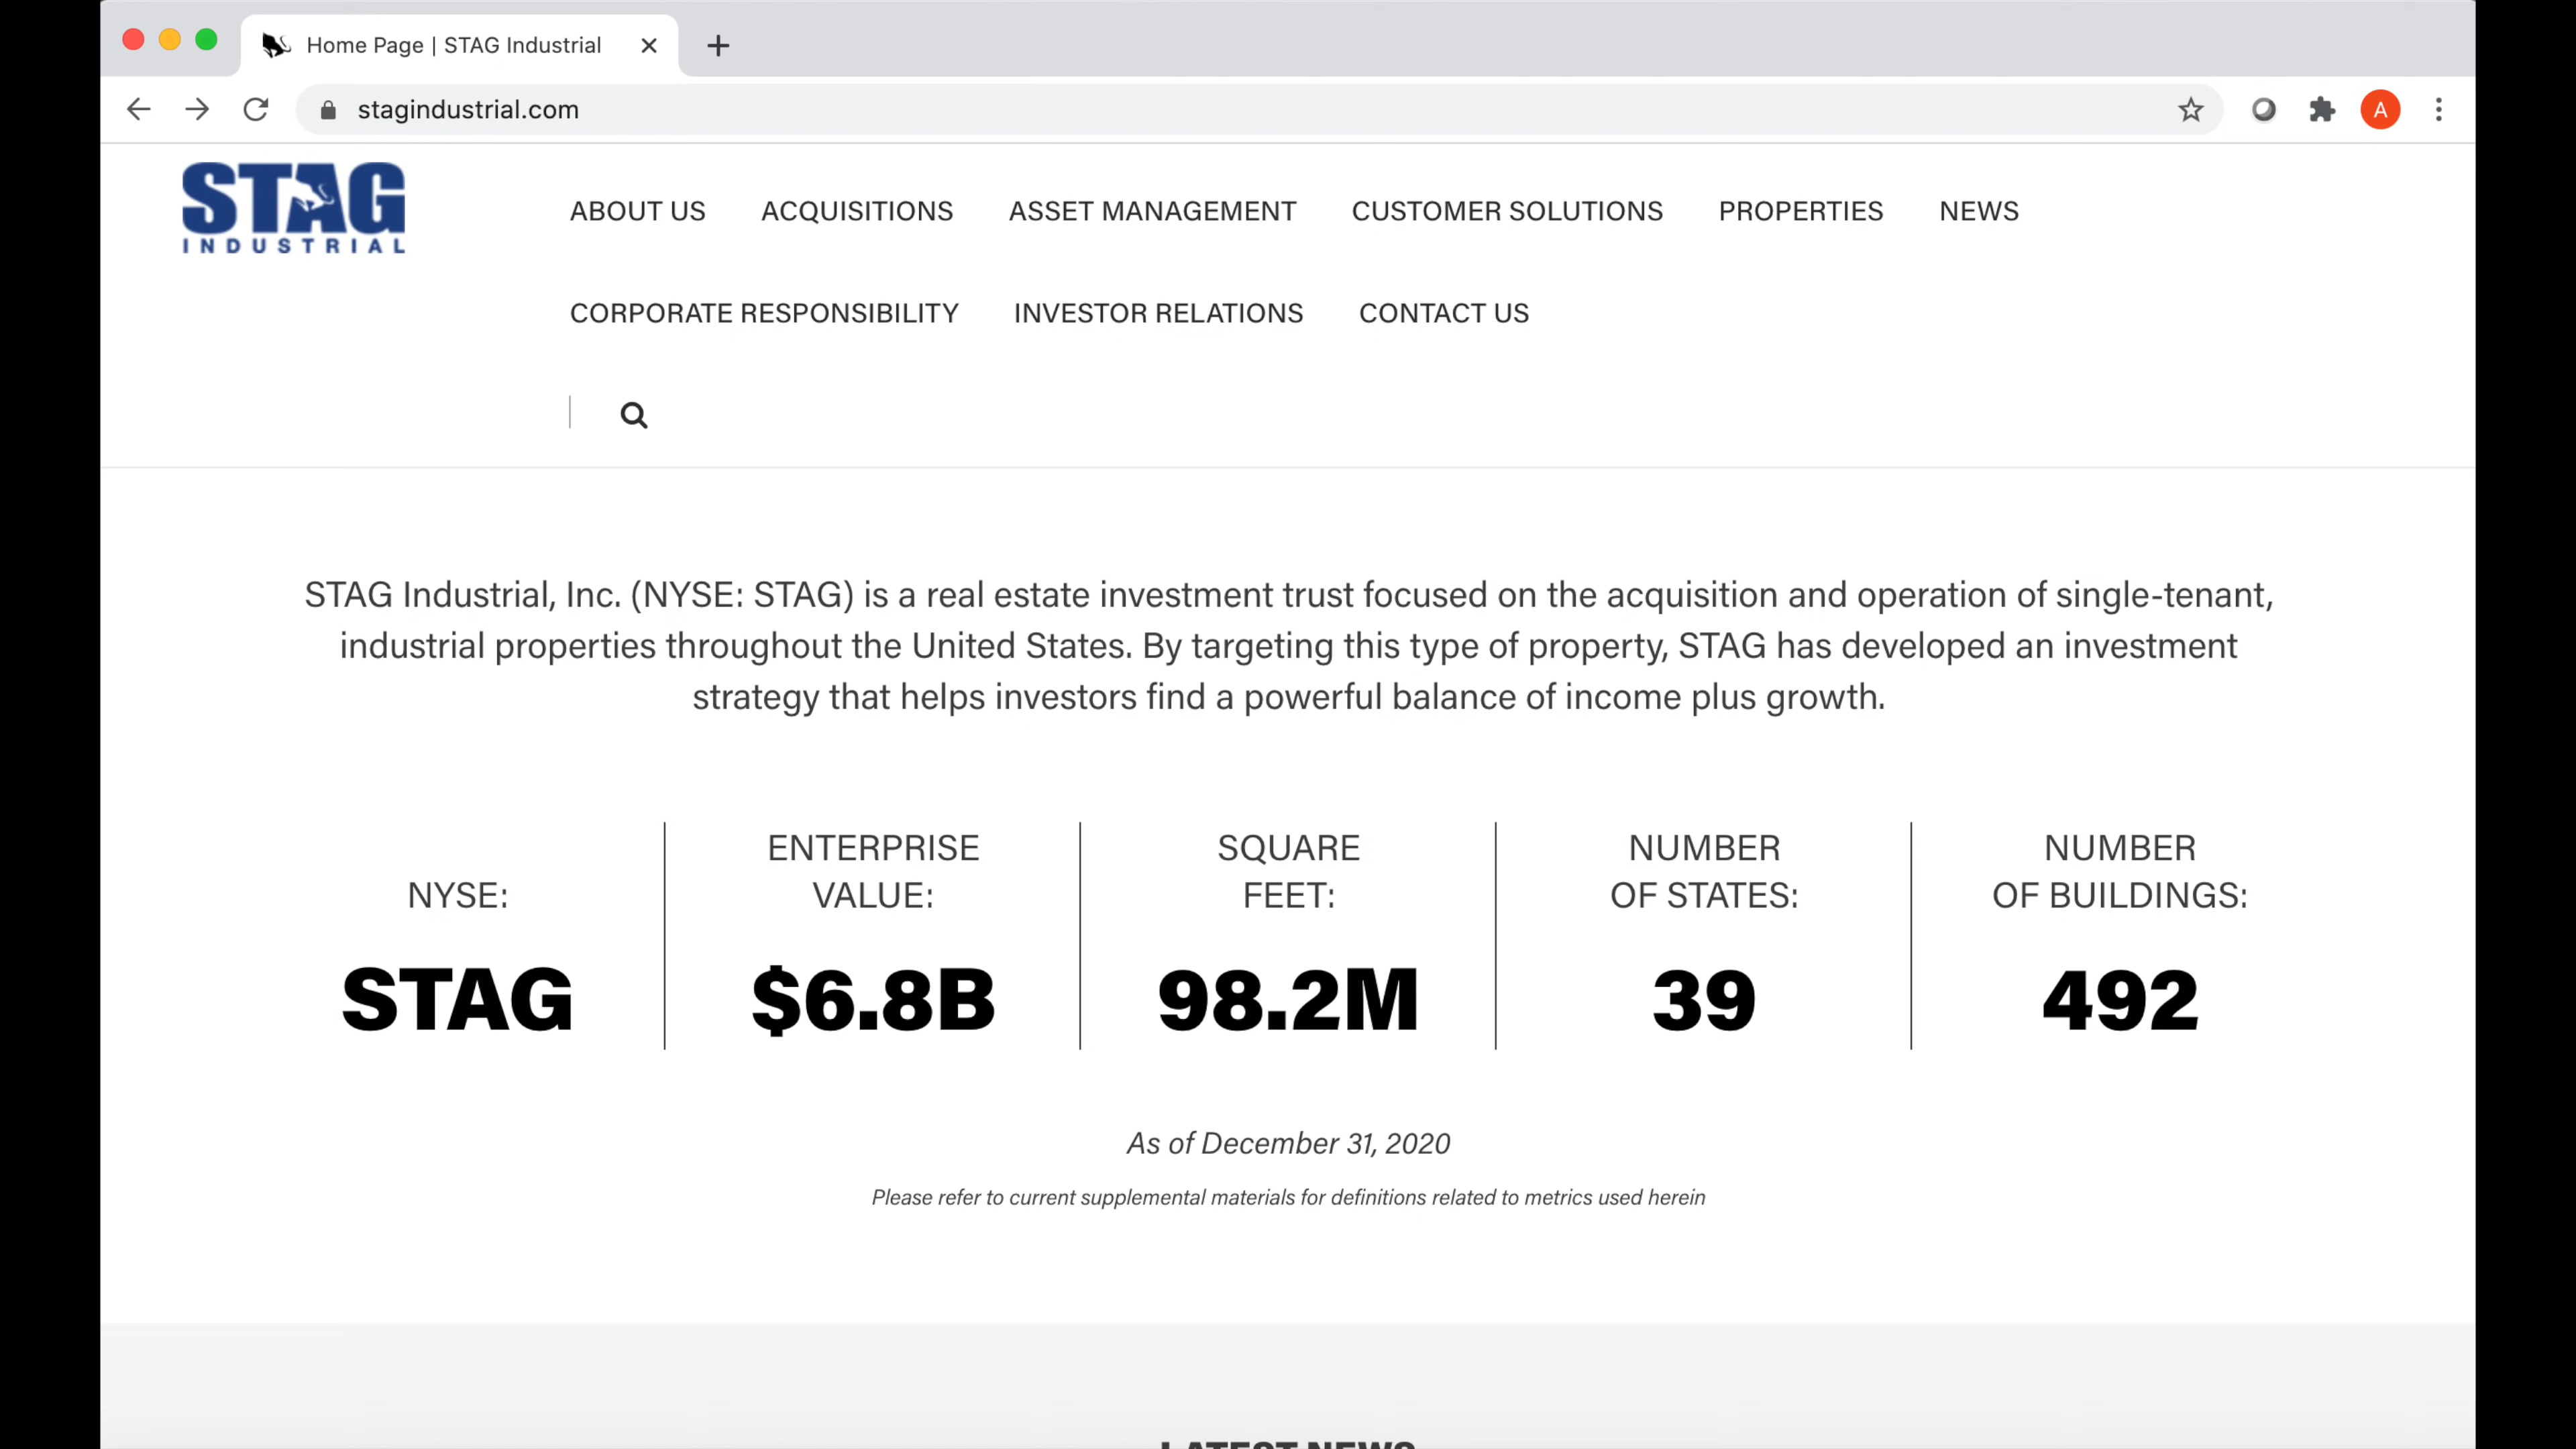 Home Page | STAG Industrial
stagindustrial.com
A
STAG
INDUSTRIAL
ABOUT US ACQUISITIONS ASSET MANAGEMENT CUSTOMER SOLUTIONS PROPERTIES NEWS
CORPORATE RESPONSIBILITY INVESTOR RELATIONS CONTACT US
STAG Industrial, Inc. (NYSE: STAG) is a real estate investment trust focused on the acquisition and operation of single-tenant,
industrial properties throughout the United States. By targeting this type of property, STAG has developed an investment
strategy that helps investors find a powerful balance of income plus growth.
NYSE:
STAG
ENTERPRISE
VALUE:
$6.8B
SQUARE
FEET:
98.2M
NUMBER
OF STATES:
39
NUMBER
OF BUILDINGS:
492
As of December 31, 2020
Please refer to current supplemental materials for definitions related to metrics used herein
LATEST NEWS